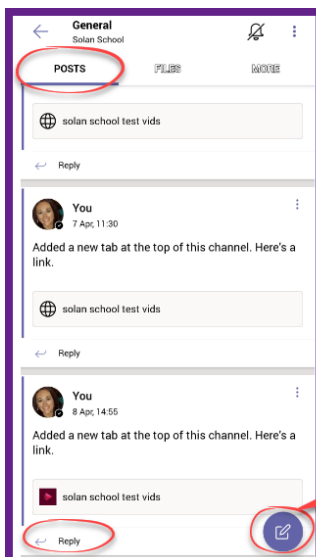 General
Solan School
POSTS FILES MORE
solan school test vids
Reply
You
7 Apr, 11:30
Added a new tab at the top of this channel. Here's a
link.
solan school test vids
Reply
You
8 Apr, 14:55
Added a new tab at the top of this channel. Here's a
link.
solan school test vids
Reply